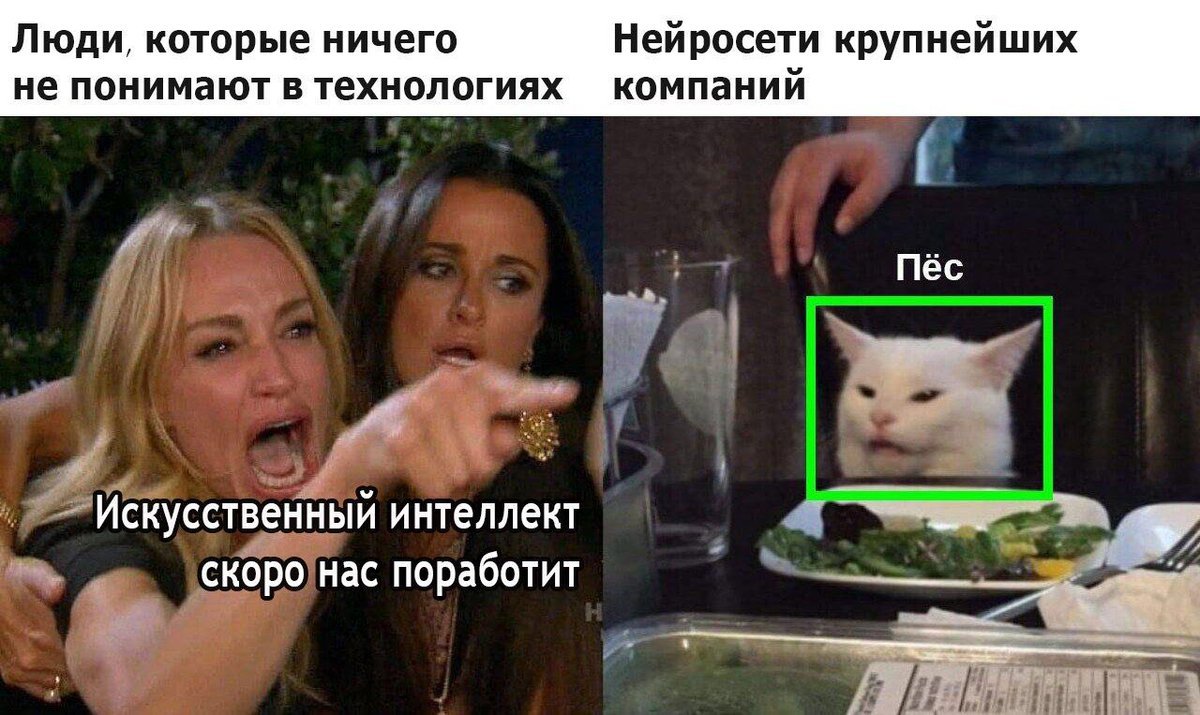 Люди, которые ничего
не понимают в технологиях
Нейросети крупнейших
компаний
Пёс
Искусственный интеллект
скоро нас поработит